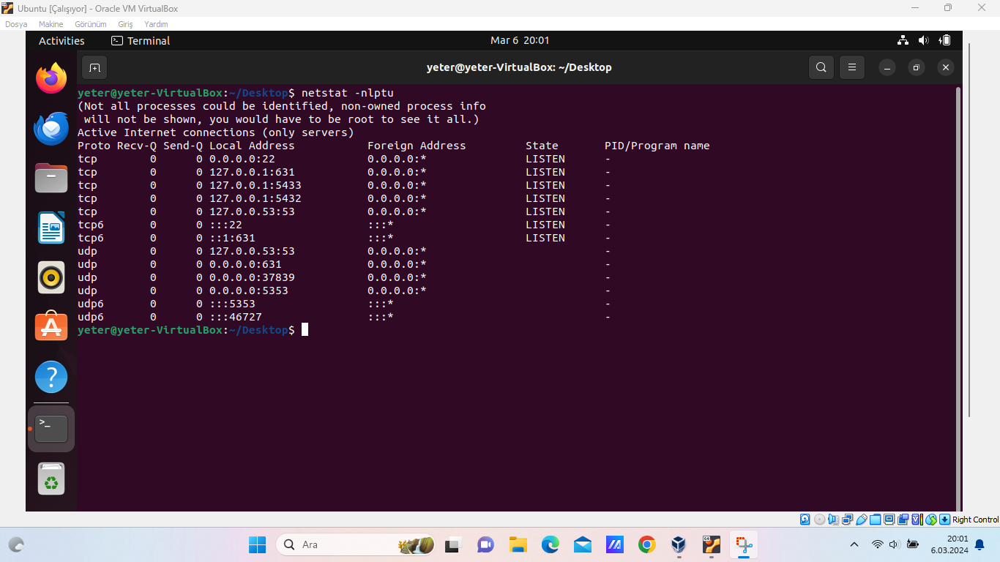 Ubuntu [Çalışıyor] - Oracle VM VirtualBox
Dosya Makine Görünüm Giriş Yardım
Activities Terminal Mar 6 20:01
yeter@yeter-VirtualBox: ~/Desktop
yeter@yeter-VirtualBox:~/Desktop$ netstat -nlptu
(Not all processes could be identified, non-owned process info
will not be shown, you would have to be root to see it all.)
Active Internet connections (only servers)
Proto Recv-Q Send-Q Local Address Foreign Address State PID/Program name
tcp 0 0 0.0.0.0:22 0.0.0.0:* LISTEN -
tcp 0 0 127.0.0.1:631 0.0.0.0:* LISTEN -
tcp 0 0 127.0.0.1:5433 0.0.0.0:* LISTEN -
tcp 0 0 127.0.0.1:5432 0.0.0.0:* LISTEN -
tcp 0 0 127.0.0.53:53 0.0.0.0:* LISTEN -
tcp6 0 0 :::22 :::* LISTEN -
tcp6 0 0 ::1:631 :::* LISTEN -
udp 0 0 127.0.0.53:53 0.0.0.0:* -
udp 0 0 0.0.0.0:631 0.0.0.0:* -
udp 0 0 0.0.0.0:37839 0.0.0.0:* -
udp 0 0 0.0.0.0:5353 0.0.0.0:* -
udp6 0 0 :::5353 :::* -
udp6 0 0 :::46727 :::* -
yeter@yeter-VirtualBox:~/Desktop$
Right Control
Ara
20:01
6.03.2024